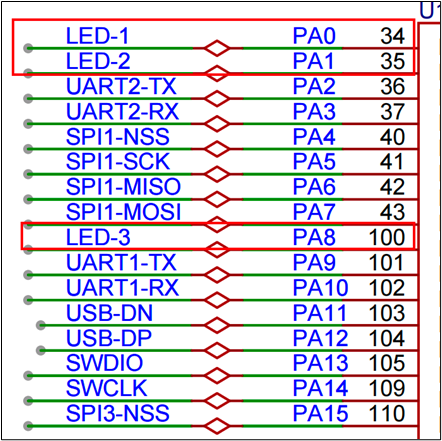 U1
LED-1 PA0 34
LED-2 PA1 35
UART2-TX PA2 36
UART2-RX PA3 37
SPI1-NSS PA4 40
SPI1-SCK PA5 41
SPI1-MISO PA6 42
SPI1-MOSI PA7 43
LED-3 PA8 100
UART1-TX PA9 101
UART1-RX PA10 102
USB-DN PA11 103
USB-DP PA12 104
SWDIO PA13 105
SWCLK PA14 109
SPI3-NSS PA15 110